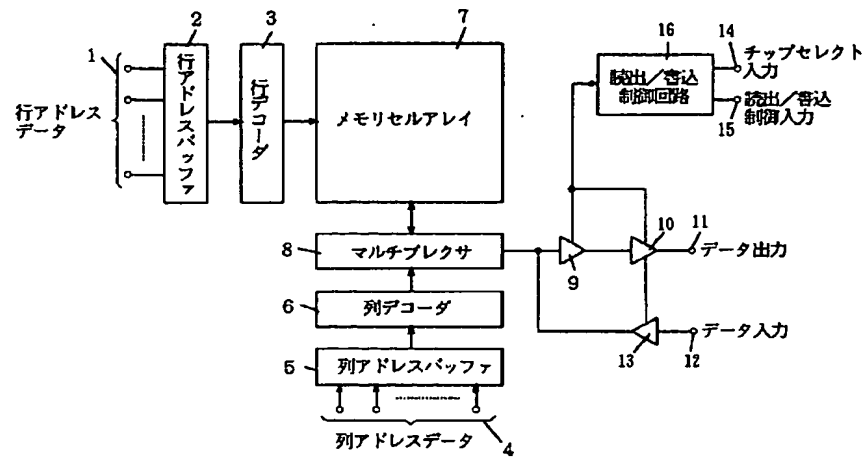 1
2
3
7
16
14
行アドレス
データ
行アドレスバッファ
行デコーダ
メモリセルアレイ
読出/書込
制御回路
チップセレクト
入力
読出/書込
制御入力
15
8
マルチプレクサ
9
10
11
データ出力
6
列デコーダ
13
12
データ入力
5
列アドレスバッファ
列アドレスデータ
4